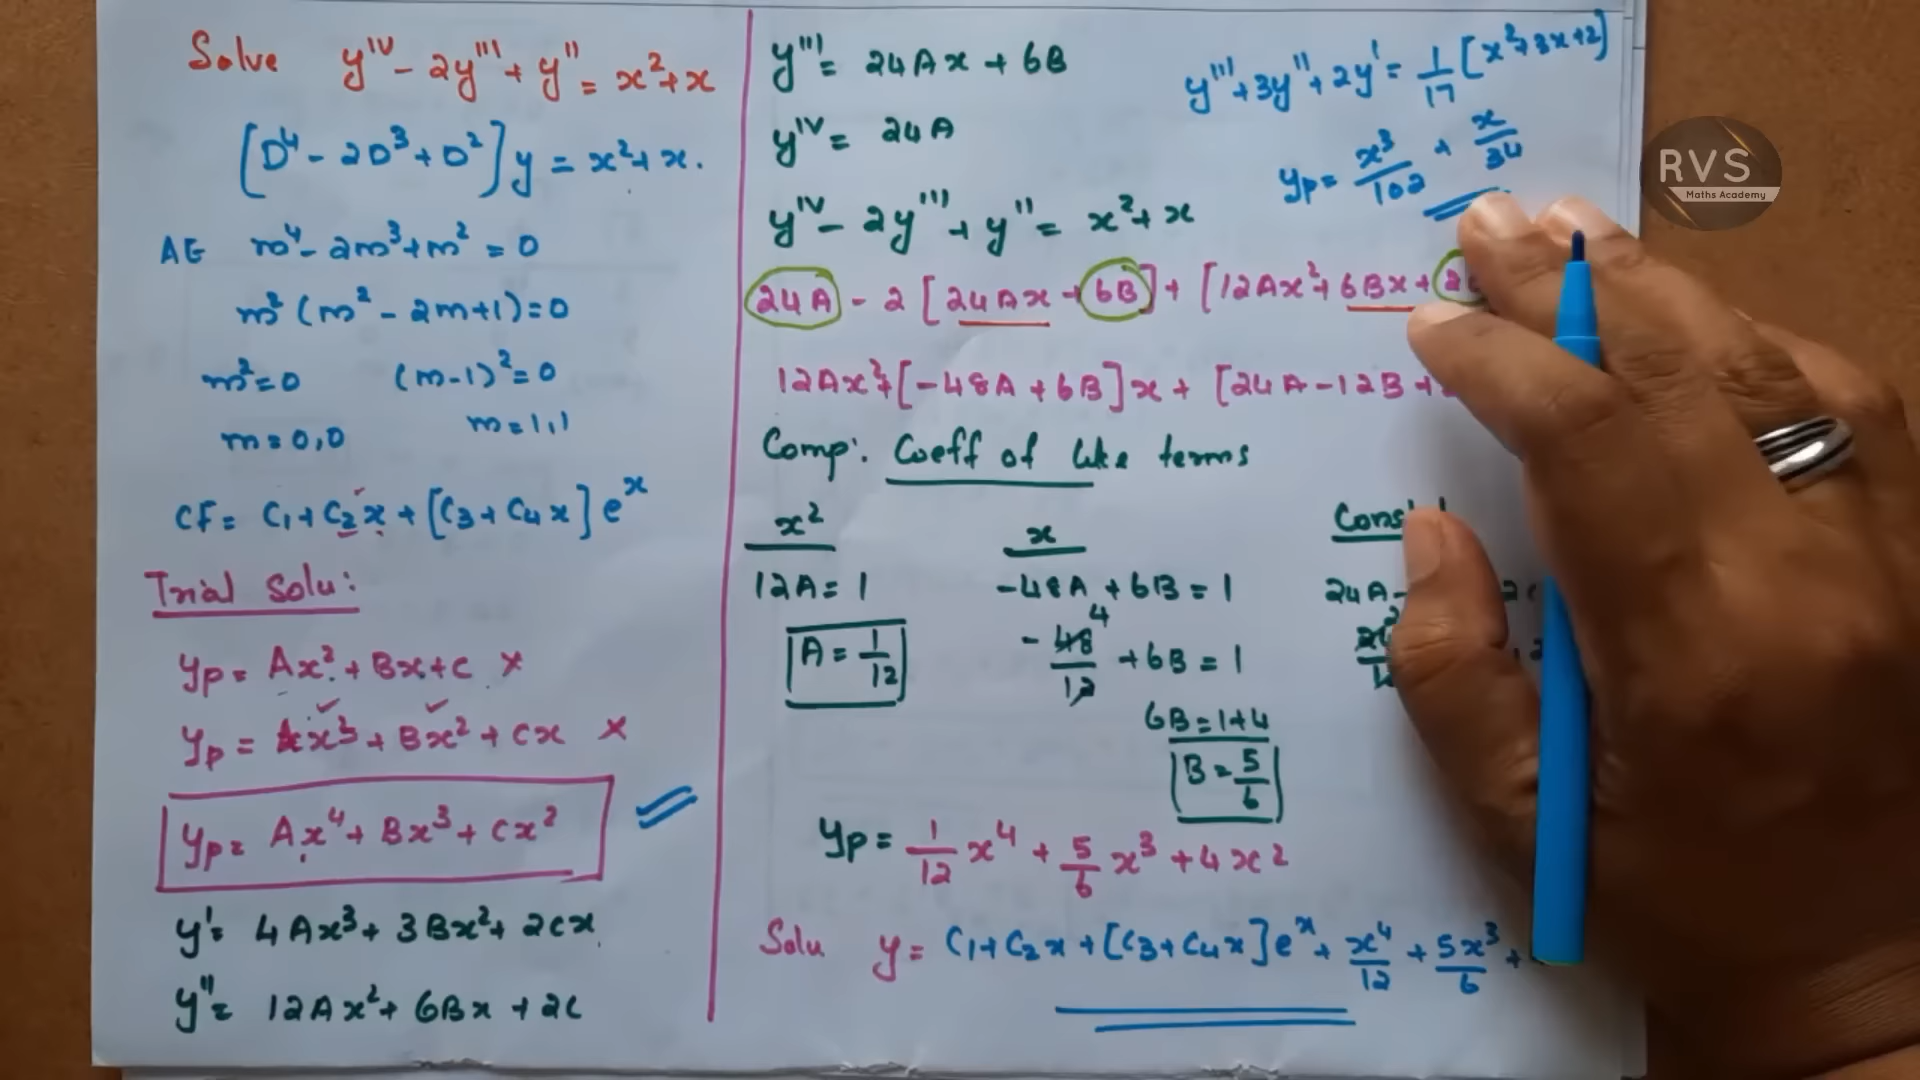 Solve y'ⱽ - 2y''' + y'' = x² + x
[D⁴ - 2D³ + D²] y = x² + x.
AE m⁴ - 2m³ + m² = 0
m² (m² - 2m + 1) = 0
m² = 0 (m-1)² = 0
m = 0, 0 m = 1, 1
CF = C₁ + C₂x + [C₃ + C₄x] eˣ
Trial Solu:
yp = Ax² + Bx + C ×
yp = Ax³ + Bx² + Cx ×
yp = Ax⁴ + Bx³ + Cx²
y' = 4Ax³ + 3Bx² + 2Cx
y'' = 12Ax² + 6Bx + 2C
y''' = 24Ax + 6B
y'ⱽ = 24A
y'ⱽ - 2y''' + y'' = x² + x
24A - 2 [24Ax + 6B] + [12Ax² + 6Bx + 2
12Ax² + [-48A + 6B] x + [24A - 12B +
Comp: Coeff of like terms
x² x Const
12A = 1 -48A + 6B = 1 24A -
A = 1/12 -48/12 4 + 6B = 1
6B = 1 + 4
B = 5/6
yp = 1/12 x⁴ + 5/6 x³ + 4x²
Solu y = C₁ + C₂x + [C₃ + C₄x] eˣ + x⁴/12 + 5x³/6 +
y''' + 3y'' + 2y' = 1/17 [x² + 3x + 2]
yp = x³/102 + x/34
RVS
Maths Academy